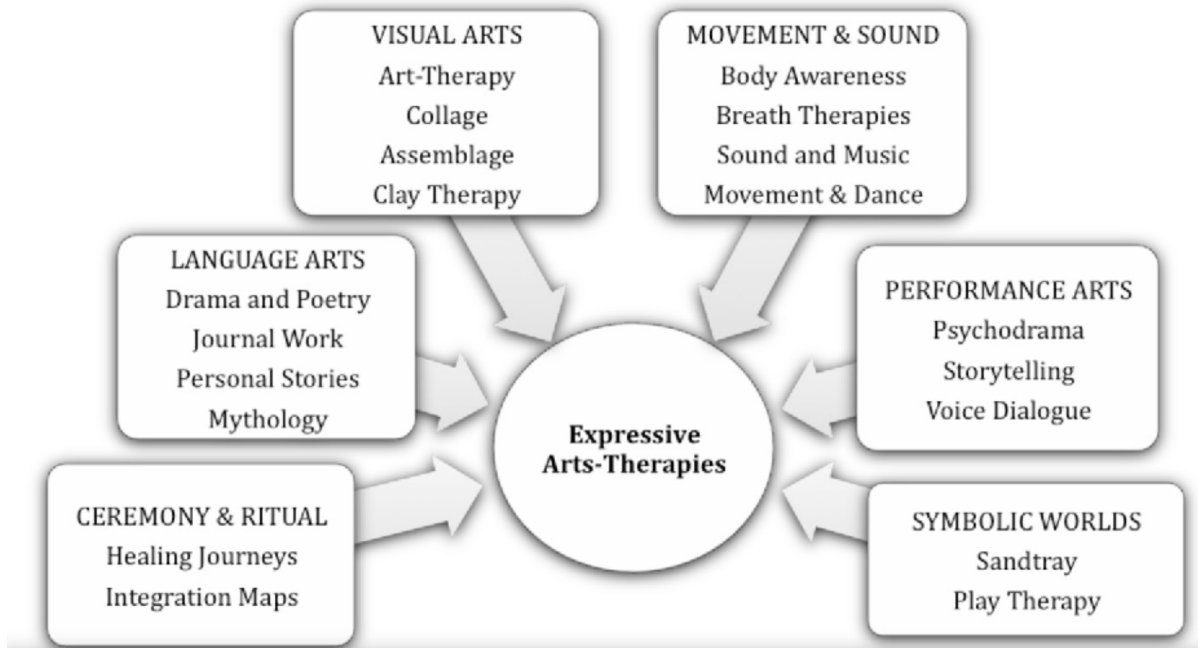 VISUAL ARTS
Art-Therapy
Collage
Assemblage
Clay Therapy
MOVEMENT & SOUND
Body Awareness
Breath Therapies
Sound and Music
Movement & Dance
LANGUAGE ARTS
Drama and Poetry
Journal Work
Personal Stories
Mythology
PERFORMANCE ARTS
Psychodrama
Storytelling
Voice Dialogue
Expressive
Arts-Therapies
CEREMONY & RITUAL
Healing Journeys
Integration Maps
SYMBOLIC WORLDS
Sandtray
Play Therapy